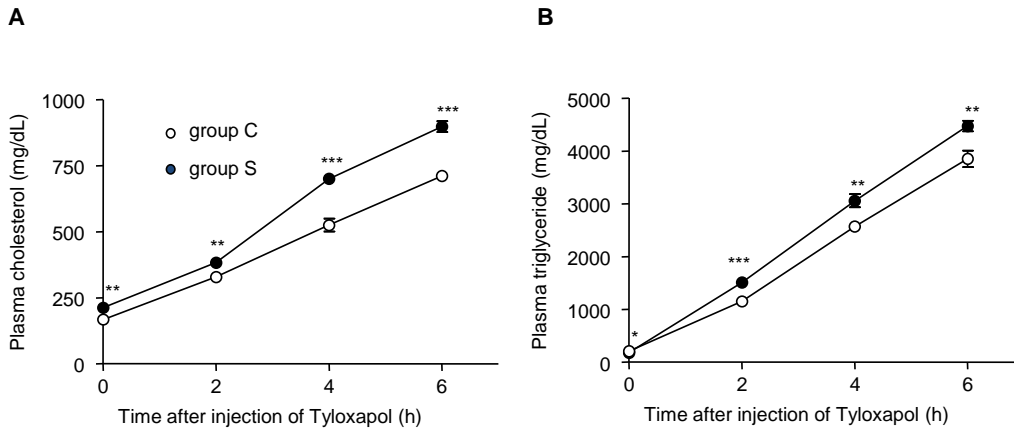 A
Plasma cholesterol (mg/dL)
1000
750
500
250
0
group C
group S
**
**
***
***
0 2 4 6
Time after injection of Tyloxapol (h)
B
Plasma triglyceride (mg/dL)
5000
4000
3000
2000
1000
0
*
***
**
**
0 2 4 6
Time after injection of Tyloxapol (h)